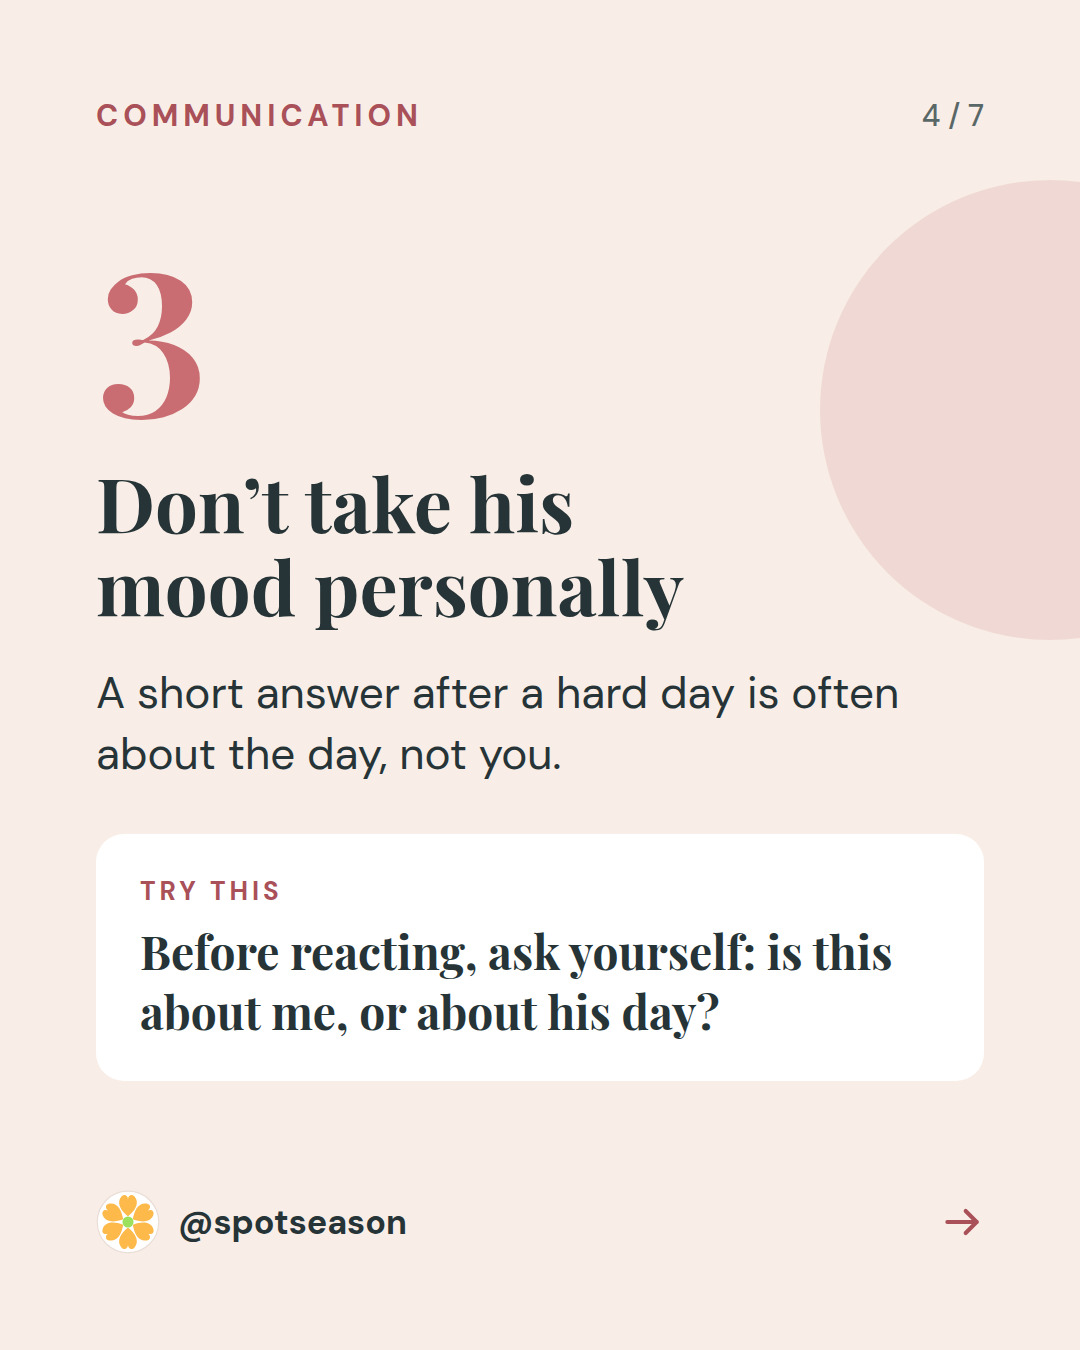 COMMUNICATION
4 / 7
3
Don’t take his
mood personally
A short answer after a hard day is often
about the day, not you.
TRY THIS
Before reacting, ask yourself: is this
about me, or about his day?
@spotseason